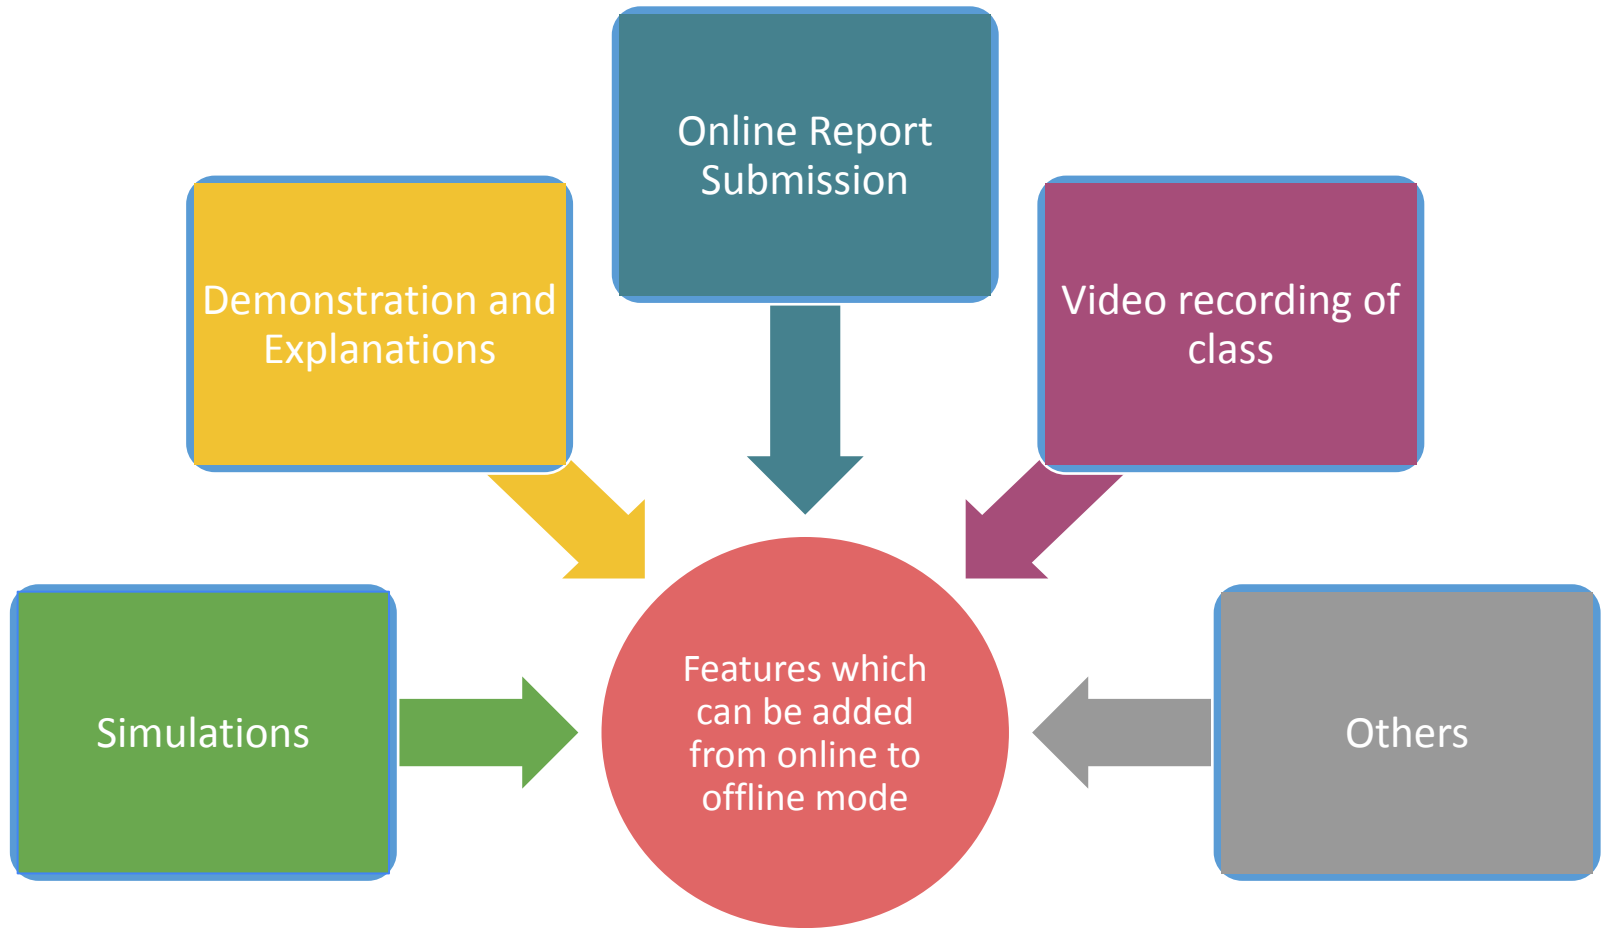 Online Report
Submission
Demonstration and
Explanations
Video recording of
class
Simulations
Features which
can be added
from online to
offline mode
Others